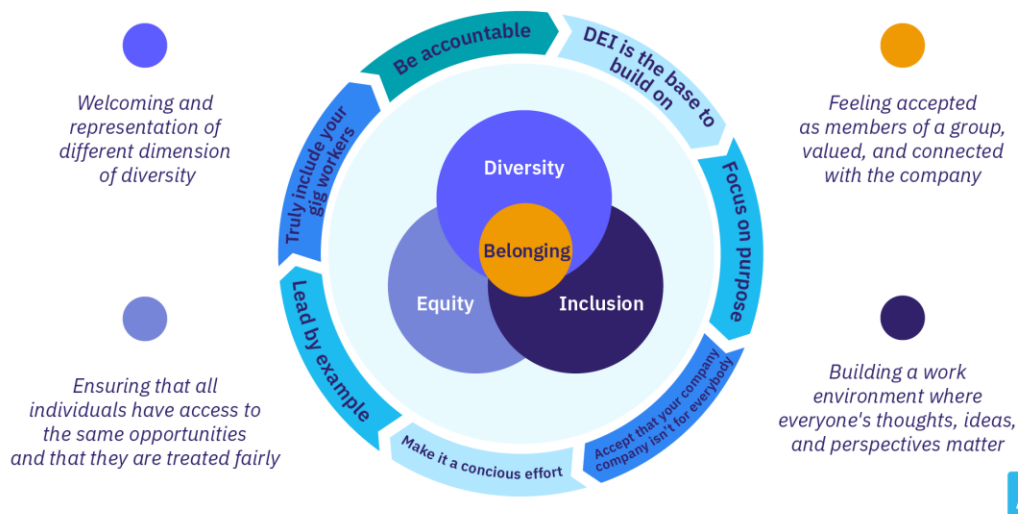 Be accountable
DEI is the base to
build on
Focus on purpose
Accept that your company
company isn't for everybody
Make it a concious effort
Lead by example
Truly include your
gig workers
Diversity
Belonging
Equity
Inclusion
Welcoming and
representation of
different dimension
of diversity
Feeling accepted
as members of a group,
valued, and connected
with the company
Ensuring that all
individuals have access to
the same opportunities
and that they are treated fairly
Building a work
environment where
everyone's thoughts, ideas,
and perspectives matter